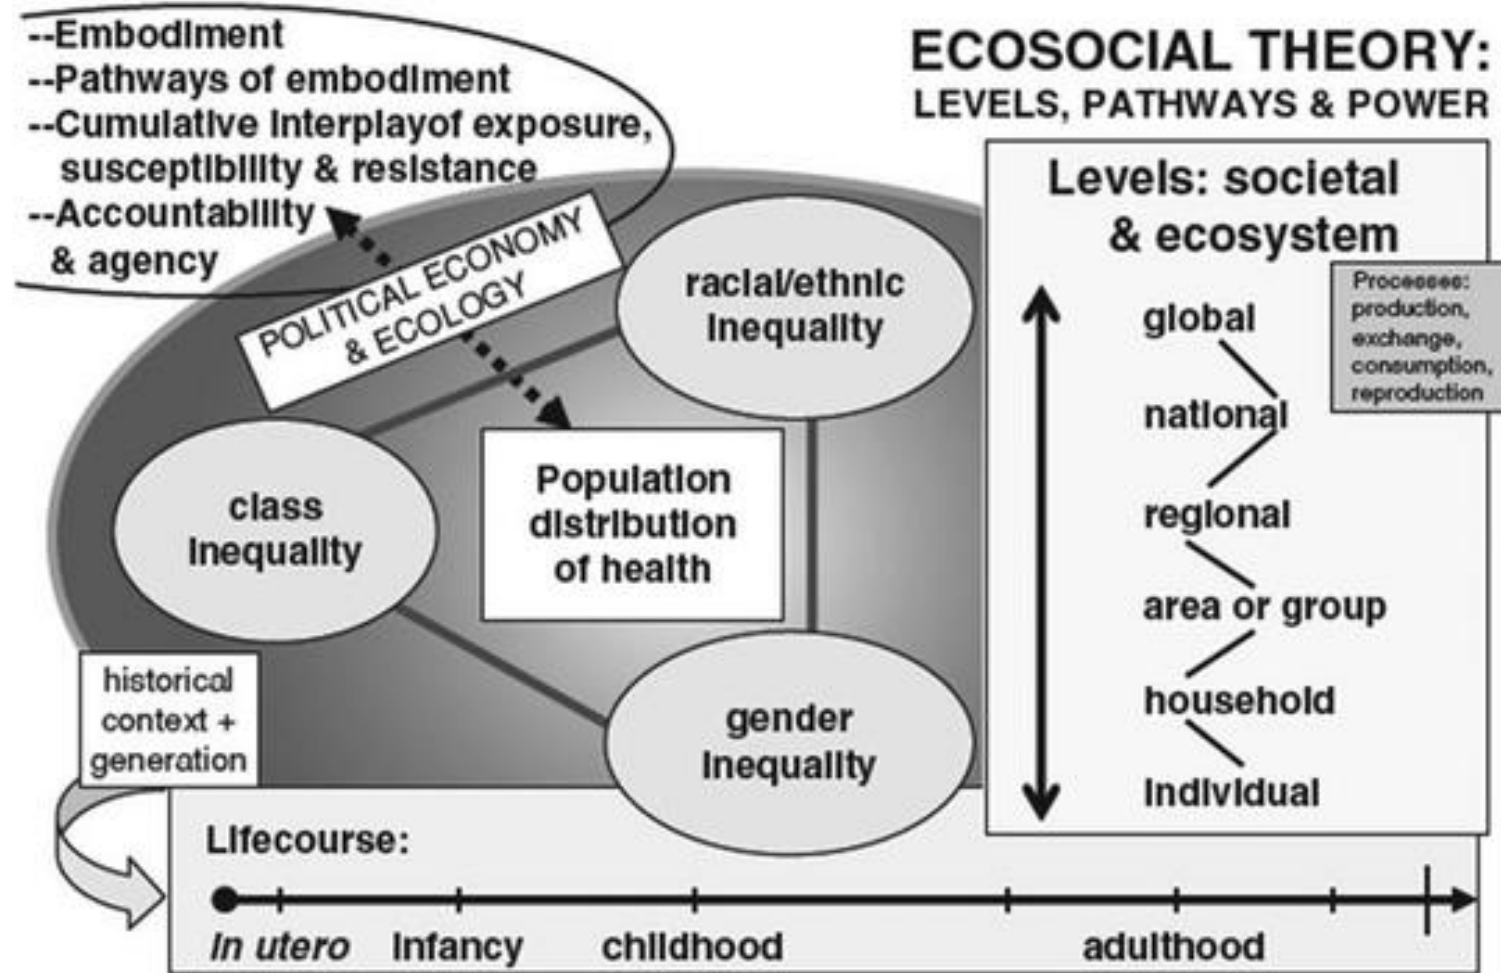 --Embodiment
--Pathways of embodiment
--Cumulative interplayof exposure,
susceptibility & resistance
--Accountability
& agency
ECOSOCIAL THEORY:
LEVELS, PATHWAYS & POWER
POLITICAL ECONOMY
& ECOLOGY
racial/ethnic
inequality
class
inequality
Population
distribution
of health
gender
inequality
historical
context +
generation
Levels: societal
& ecosystem
Processes:
production,
exchange,
consumption,
reproduction
global
national
regional
area or group
household
individual
Lifecourse:
in utero infancy childhood adulthood